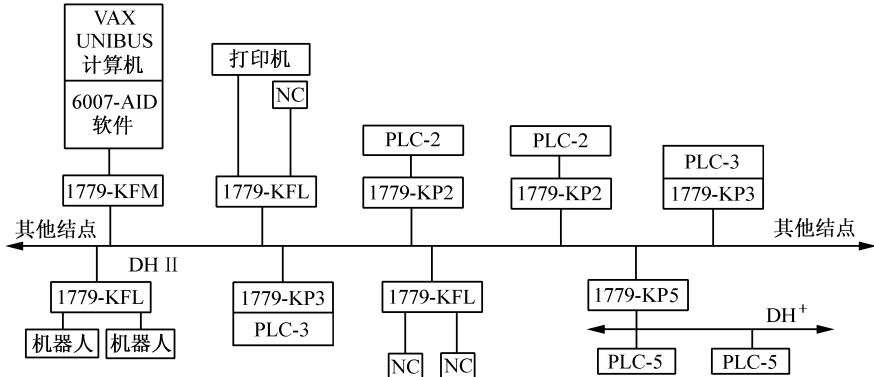 VAX
UNIBUS
计算机
6007-AID
软件
打印机
NC
PLC-2
PLC-2
PLC-3
1779-KFM
1779-KFL
1779-KP2
1779-KP2
1779-KP3
其他结点
其他结点
DH II
1779-KFL
1779-KP3
1779-KFL
1779-KP5
PLC-3
DH+
机器人
机器人
NC
NC
PLC-5
PLC-5